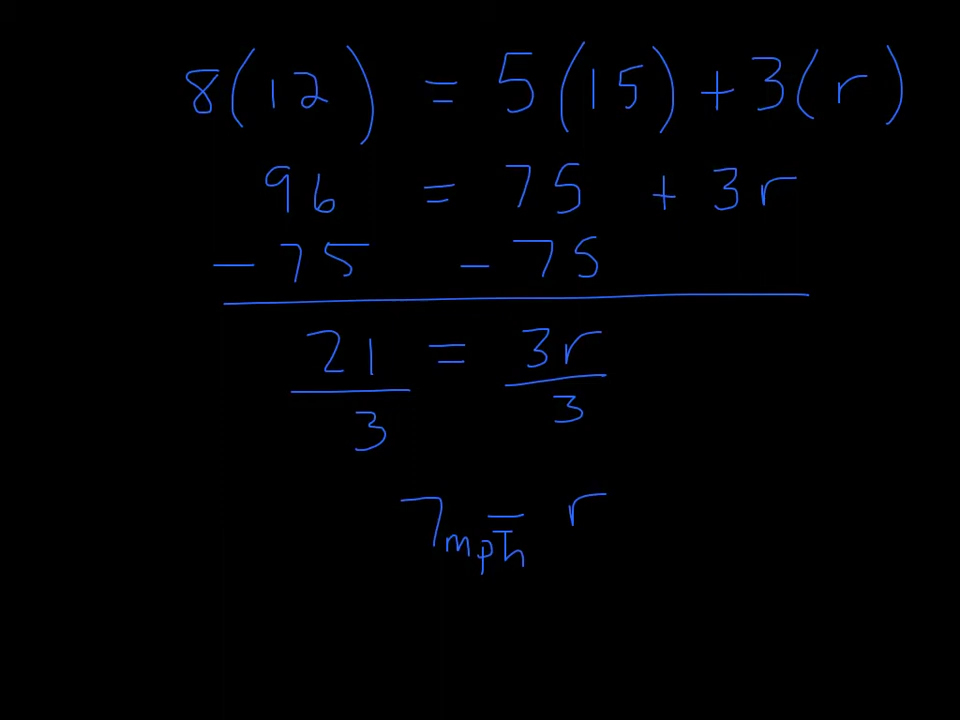 8(12) = 5(15) + 3(r)
96 = 75 + 3r
- 75 - 75
21 = 3r
3 3
7mph = r